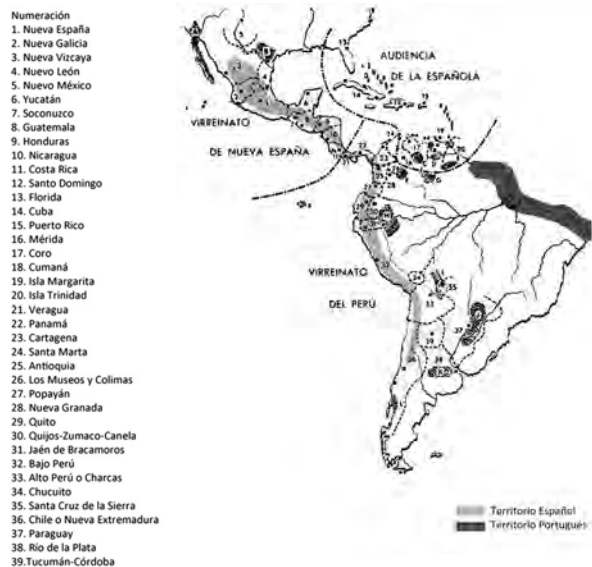 Numeración
1. Nueva España
2. Nueva Galicia
3. Nueva Vizcaya
4. Nuevo León
5. Nuevo México
6. Yucatán
7. Soconuzco
8. Guatemala
9. Honduras
10. Nicaragua
11. Costa Rica
12. Santo Domingo
13. Florida
14. Cuba
15. Puerto Rico
16. Mérida
17. Coro
18. Cumaná
19. Isla Margarita
20. Isla Trinidad
21. Veragua
22. Panamá
23. Cartagena
24. Santa Marta
25. Antioquia
26. Los Museos y Colimas
27. Popayán
28. Nueva Granada
29. Quito
30. Quijos-Zumaco-Canela
31. Jaén de Bracamoros
32. Bajo Perú
33. Alto Perú o Charcas
34. Chucuito
35. Santa Cruz de la Sierra
36. Chile o Nueva Extremadura
37. Paraguay
38. Río de la Plata
39.Tucumán-Córdoba
AUDIENCIA
DE LA ESPAÑOLA
VIRREINATO
DE NUEVA ESPAÑA
VIRREINATO
DEL PERÚ
Territorio Español
Territorio Portugués